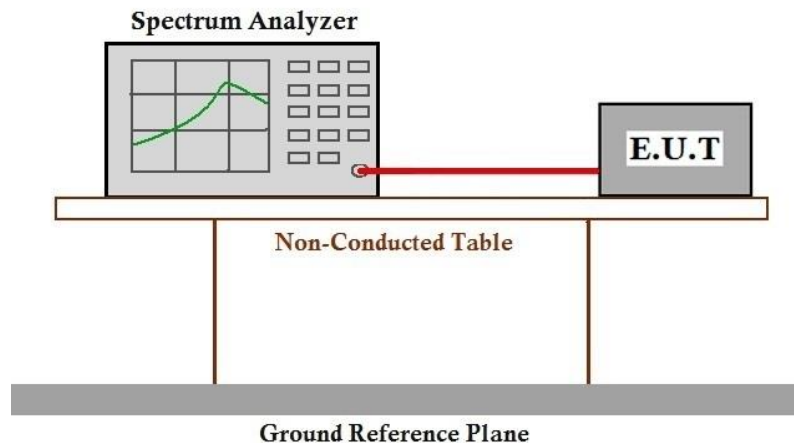 Spectrum Analyzer
E.U.T
Non-Conducted Table
Ground Reference Plane